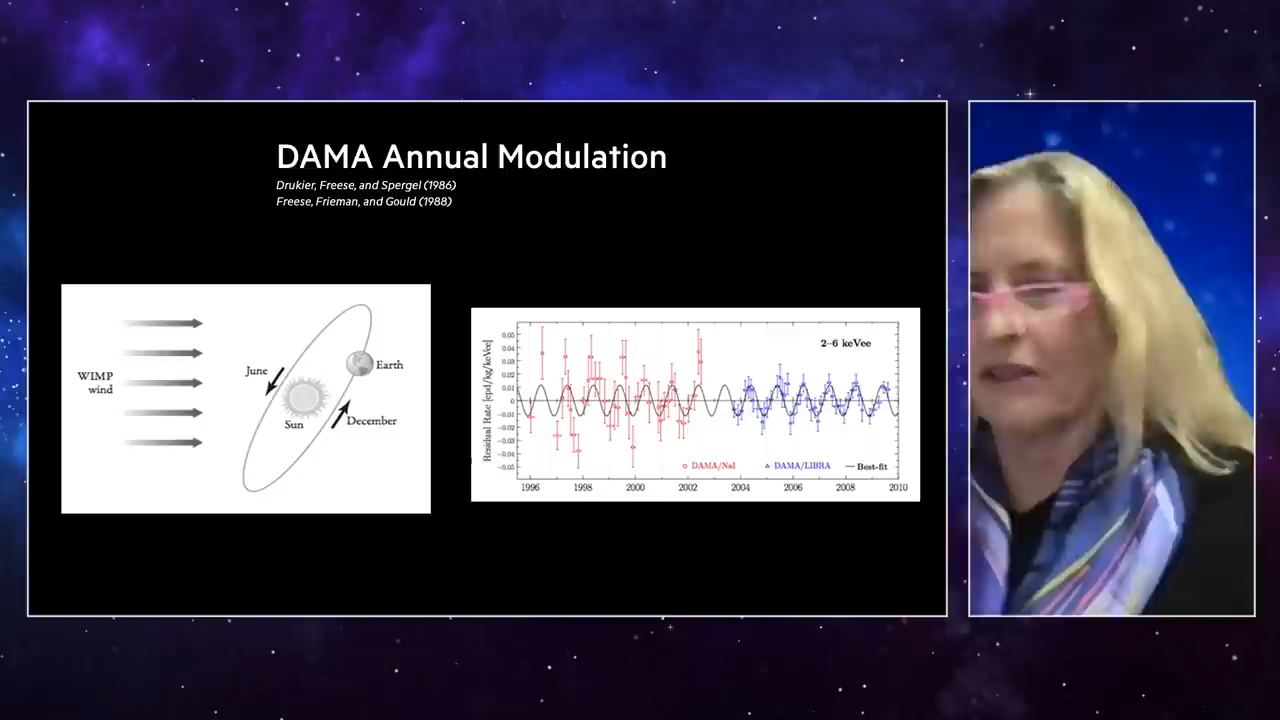 DAMA Annual Modulation
Drukier, Freese, and Spergel (1986)
Freese, Frieman, and Gould (1988)
WIMP
wind
June
Earth
Sun
December
Residual Rate [cpd/kg/keVee]
0.05
0.04
0.03
0.02
0.01
0
-0.01
-0.02
-0.03
-0.04
-0.05
2-6 keVee
DAMA/NaI
DAMA/LIBRA
Best-fit
1996
1998
2000
2002
2004
2006
2008
2010